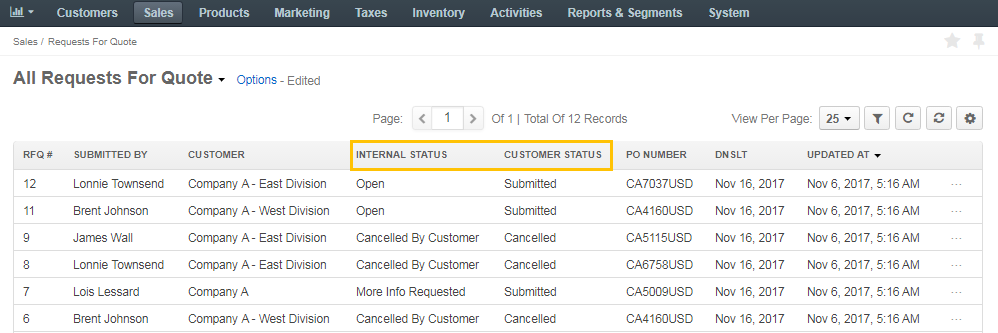 Customers Sales Products Marketing Taxes Inventory Activities Reports & Segments System
Sales / Requests For Quote
All Requests For Quote Options - Edited
Page: 1 Of 1 | Total Of 12 Records View Per Page: 25
RFQ # SUBMITTED BY CUSTOMER INTERNAL STATUS CUSTOMER STATUS PO NUMBER DNSLT UPDATED AT
12 Lonnie Townsend Company A - East Division Open Submitted CA7037USD Nov 16, 2017 Nov 6, 2017, 5:16 AM ...
11 Brent Johnson Company A - West Division Open Submitted CA4160USD Nov 16, 2017 Nov 6, 2017, 5:16 AM ...
9 James Wall Company A - East Division Cancelled By Customer Cancelled CA5115USD Nov 16, 2017 Nov 6, 2017, 5:16 AM ...
8 Lonnie Townsend Company A - East Division Cancelled By Customer Cancelled CA6758USD Nov 16, 2017 Nov 6, 2017, 5:16 AM ...
7 Lois Lessard Company A More Info Requested Submitted CA5009USD Nov 16, 2017 Nov 6, 2017, 5:16 AM ...
6 Brent Johnson Company A - West Division Cancelled By Customer Cancelled CA4160USD Nov 16, 2017 Nov 6, 2017, 5:16 AM ...